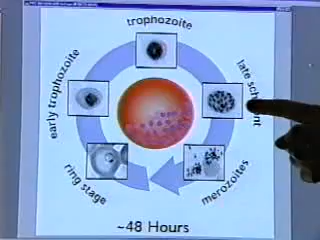 trophozoite
early trophozoite
late schizont
ring stage
merozoites
~48 Hours